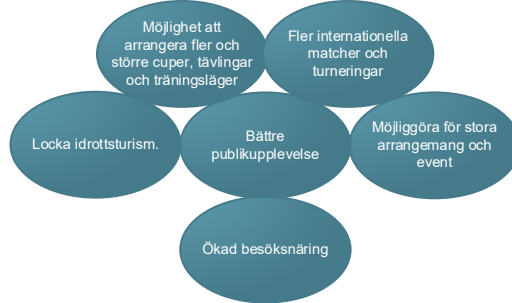 Möjlighet att
arrangera fler och
större cuper, tävlingar
och träningsläger
Fler internationella
matcher och
turneringar
Locka idrottsturism.
Bättre
publikupplevelse
Möjliggöra för stora
arrangemang och
event
Ökad besöksnäring